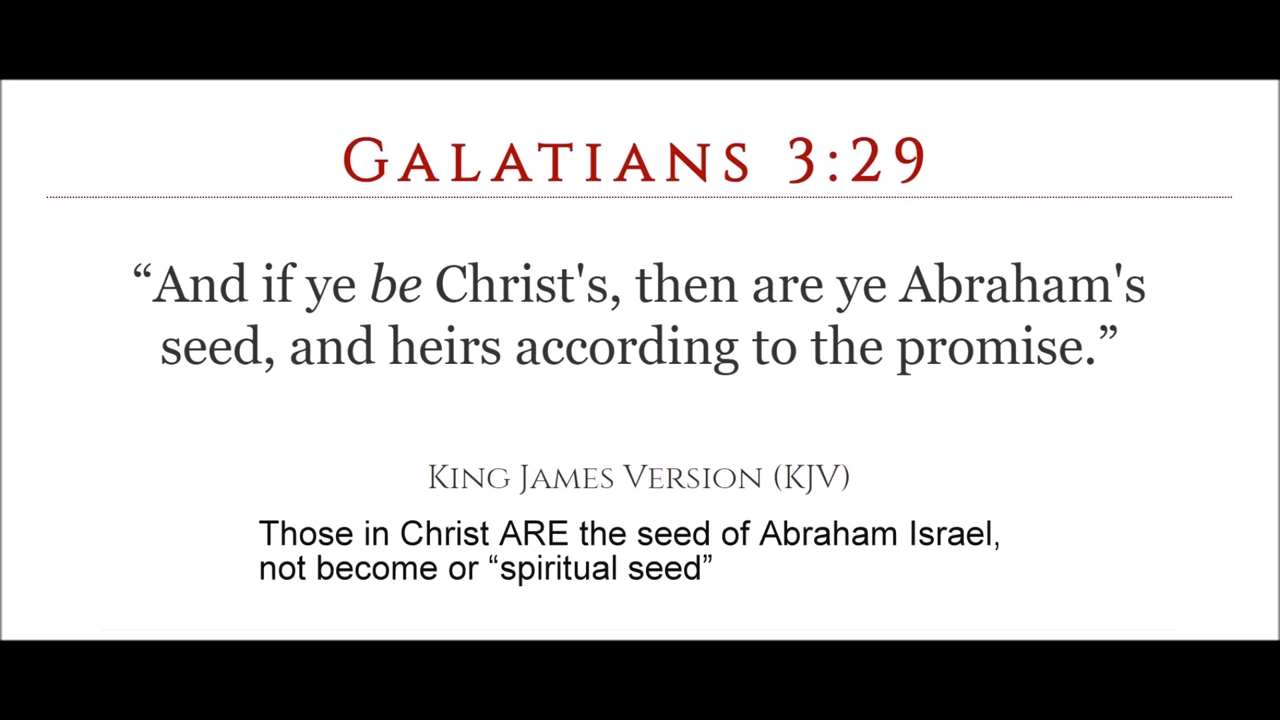 GALATIANS 3:29
“And if ye be Christ's, then are ye Abraham's
seed, and heirs according to the promise.”
KING JAMES VERSION (KJV)
Those in Christ ARE the seed of Abraham Israel,
not become or “spiritual seed”